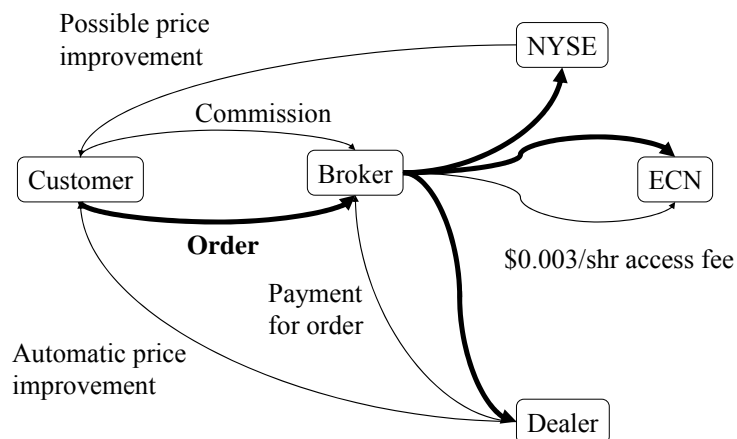 Possible price
improvement
NYSE
Commission
Customer
Broker
ECN
Order
$0.003/shr access fee
Payment
for order
Automatic price
improvement
Dealer